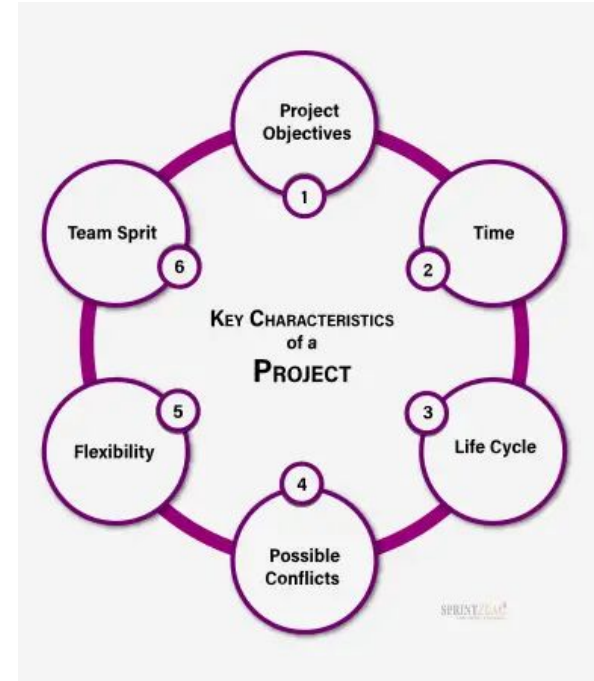 Project
Objectives
1
Time
2
3
Life Cycle
4
Possible
Conflicts
5
Flexibility
Team Sprit
6
KEY CHARACTERISTICS
of a
PROJECT
SPRINTZEAL